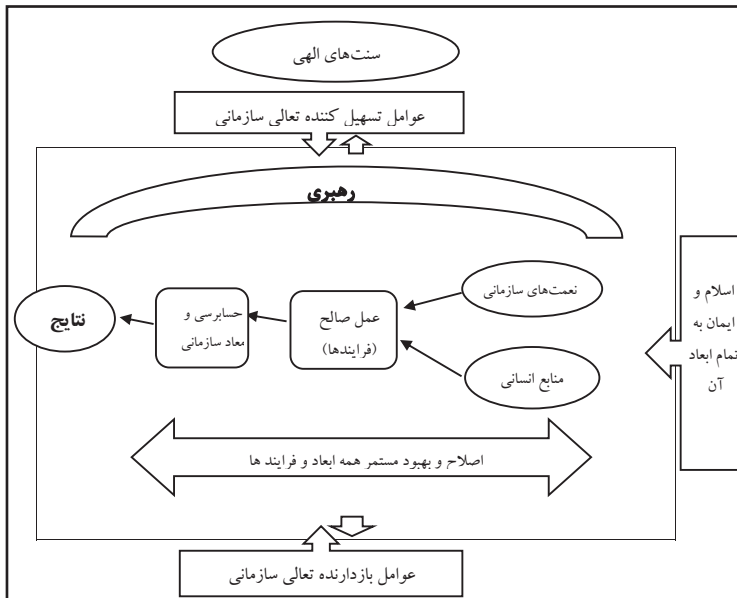 سنت‌های الهی
عوامل تسهیل کننده تعالی سازمانی
رهبری
اسلام و
ایمان به
تمام ابعاد
آن
نعمت‌های سازمانی
منابع انسانی
عمل صالح
(فرایندها)
حسابرسی و
معاد سازمانی
نتایج
اصلاح و بهبود مستمر همه ابعاد و فرایند ها
عوامل بازدارنده تعالی سازمانی